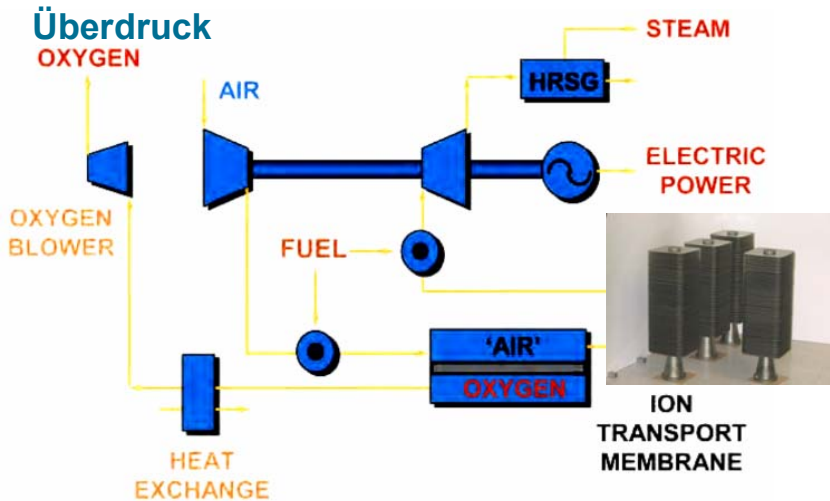 Überdruck
OXYGEN
STEAM
AIR
HRSG
ELECTRIC
POWER
OXYGEN
BLOWER
FUEL
'AIR'
OXYGEN
ION
TRANSPORT
MEMBRANE
HEAT
EXCHANGE